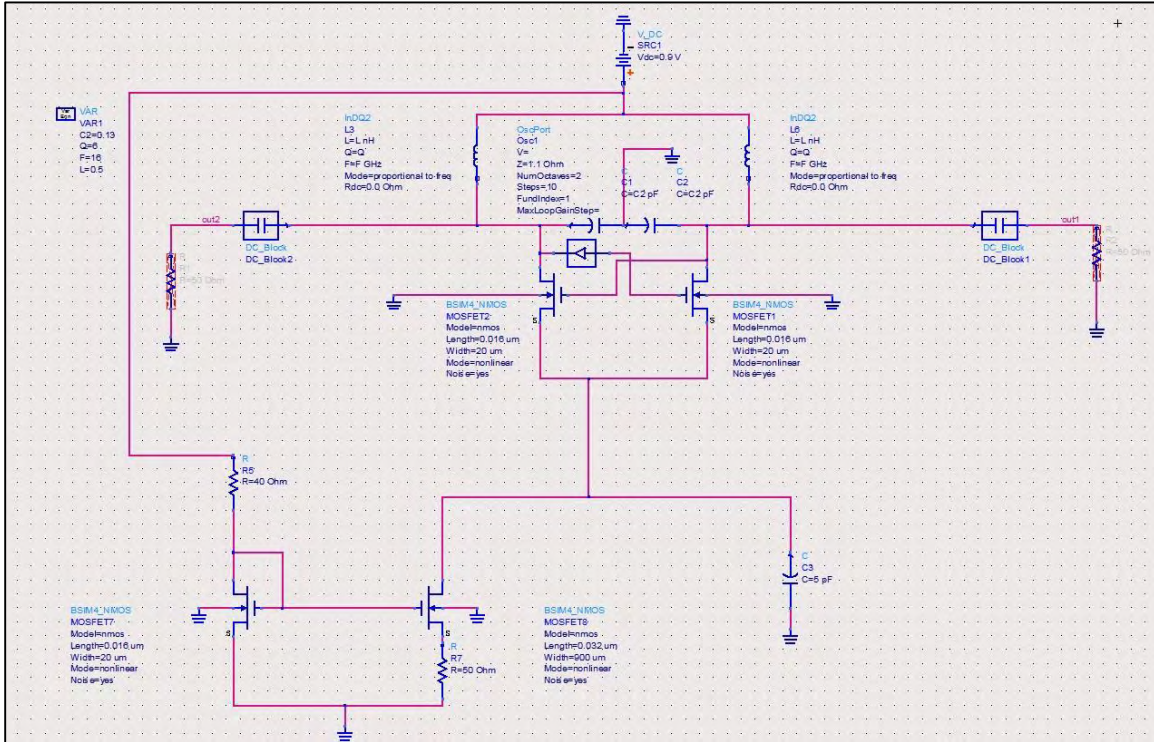 V_DC
SRC1
Vdc=0.9 V
Var
Eqn
VAR
VAR1
C2=0.13
Q=6
F=16
L=0.5
InDQ2
L3
L=L nH
Q=Q
F=F GHz
Mode=proportional to freq
Rdc=0.0 Ohm
OscPort
Osc1
V=
Z=1.1 Ohm
NumOctaves=2
Steps=10
FundIndex=1
MaxLoopGainStep=
C
C1
C=C2 pF
C
C2
C=C2 pF
InDQ2
L6
L=L nH
Q=Q
F=F GHz
Mode=proportional to freq
Rdc=0.0 Ohm
out2
DC_Block
DC_Block2
R=50 Ohm
out1
DC_Block
DC_Block1
R=50 Ohm
BSIM4_NMOS
MOSFET2
Model=nmos
Length=0.016 um
Width=20 um
Mode=nonlinear
Noise=yes
S
BSIM4_NMOS
MOSFET1
Model=nmos
Length=0.016 um
Width=20 um
Mode=nonlinear
Noise=yes
S
R
R=40 Ohm
BSIM4_NMOS
MOSFET7
Model=nmos
Length=0.016 um
Width=20 um
Mode=nonlinear
Noise=yes
S
S
R
R7
R=50 Ohm
BSIM4_NMOS
MOSFET8
Model=nmos
Length=0.032 um
Width=900 um
Mode=nonlinear
Noise=yes
C
C3
C=5 pF